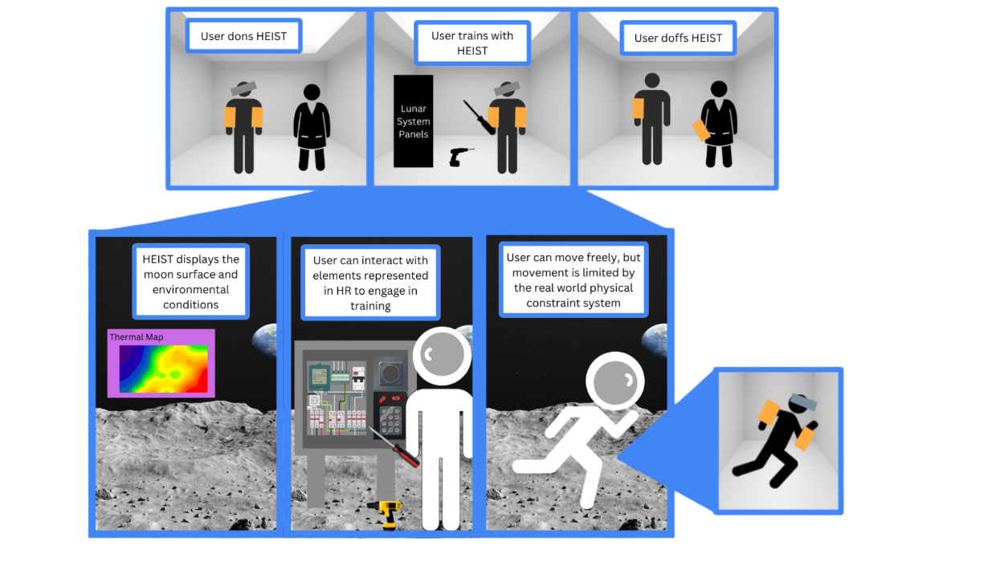 User dons HEIST
User trains with
HEIST
User doffs HEIST
Lunar
System
Panels
HEIST displays the
moon surface and
environmental
conditions
User can interact with
elements represented
in HR to engage in
training
User can move freely, but
movement is limited by
the real world physical
constraint system
Thermal Map